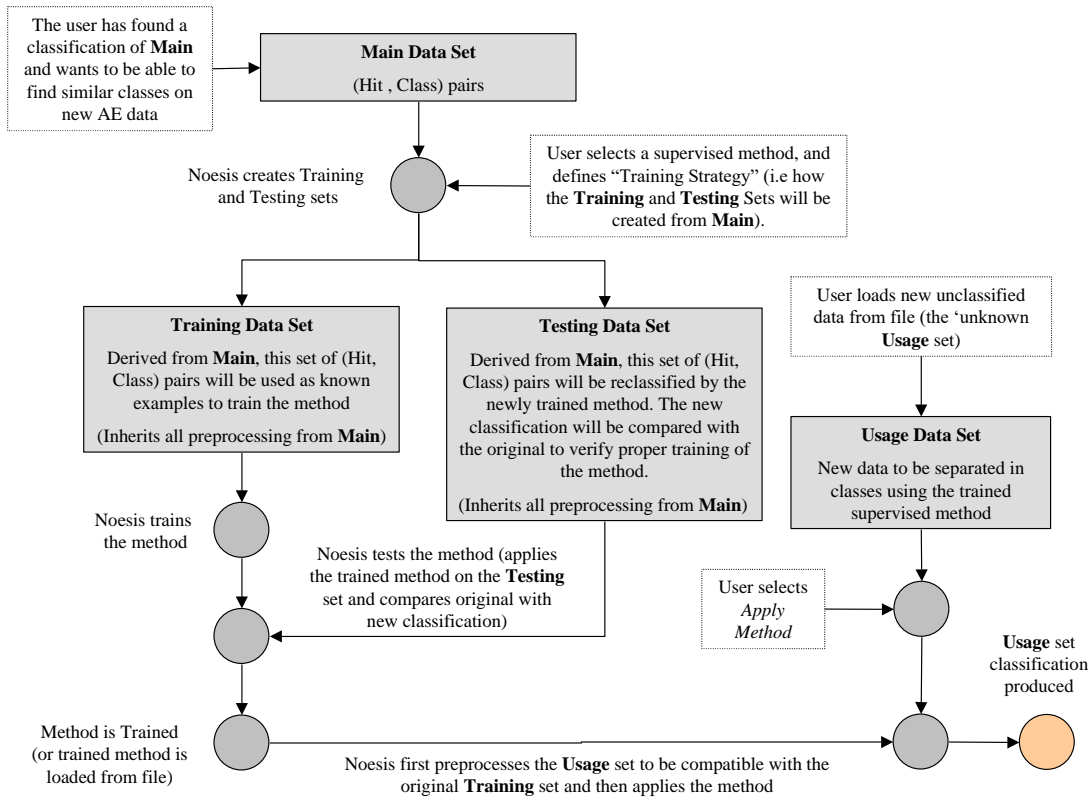 The user has found a
classification of Main
and wants to be able to
find similar classes on
new AE data
Main Data Set
(Hit , Class) pairs
Noesis creates Training
and Testing sets
User selects a supervised method, and
defines “Training Strategy” (i.e how
the Training and Testing Sets will be
created from Main).
Training Data Set
Derived from Main, this set of (Hit,
Class) pairs will be used as known
examples to train the method
(Inherits all preprocessing from Main)
Testing Data Set
Derived from Main, this set of (Hit,
Class) pairs will be reclassified by the
newly trained method. The new
classification will be compared with
the original to verify proper training of
the method.
(Inherits all preprocessing from Main)
User loads new unclassified
data from file (the ‘unknown
Usage set)
Usage Data Set
New data to be separated in
classes using the trained
supervised method
Noesis trains
the method
Noesis tests the method (applies
the trained method on the Testing
set and compares original with
new classification)
User selects
Apply
Method
Usage set
classification
produced
Method is Trained
(or trained method is
loaded from file)
Noesis first preprocesses the Usage set to be compatible with the
original Training set and then applies the method